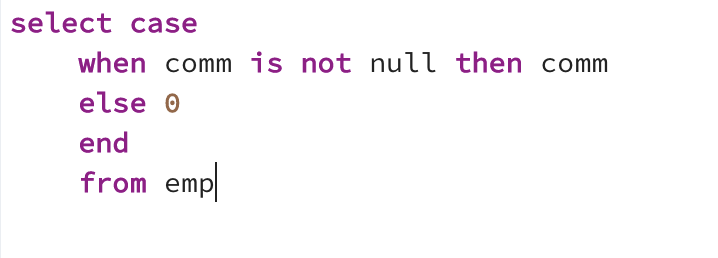 select case
    when comm is not null then comm
    else 0
    end
    from emp